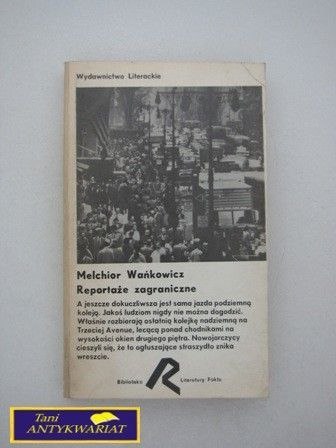 Wydawnictwo Literackie
Melchior Wańkowicz
Reportaże zagraniczne
A jeszcze dokuczliwsza jest sama jazda podziemną
koleją. Jakoś ludziom nigdy nie można dogodzić.
Właśnie rozbierają ostatnią kolejkę nadziemną na
Trzeciej Avenue, lecącą ponad chodnikami na
wysokości okien drugiego piętra. Nowojorczycy
cieszyli się, że to ogłuszające straszydło znika
wreszcie.
Biblioteka R Literatury Faktu
Tani
ANTYKWARIAT